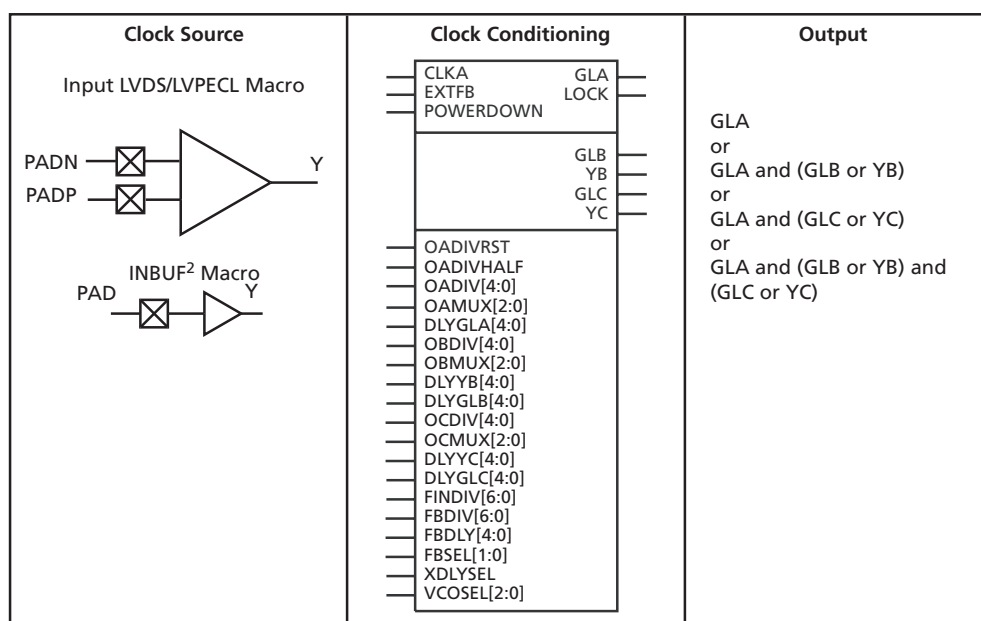 Clock Source
Input LVDS/LVPECL Macro
PADN
PADP
Y
INBUF² Macro
PAD
Y
Clock Conditioning
CLKA
EXTFB
POWERDOWN
GLA
LOCK
GLB
YB
GLC
YC
OADIVRST
OADIVHALF
OADIV[4:0]
OAMUX[2:0]
DLYGLA[4:0]
OBDIV[4:0]
OBMUX[2:0]
DLYYB[4:0]
DLYGLB[4:0]
OCDIV[4:0]
OCMUX[2:0]
DLYYC[4:0]
DLYGLC[4:0]
FINDIV[6:0]
FBDIV[6:0]
FBDLY[4:0]
FBSEL[1:0]
XDLYSEL
VCOSEL[2:0]
Output
GLA
or
GLA and (GLB or YB)
or
GLA and (GLC or YC)
or
GLA and (GLB or YB) and
(GLC or YC)